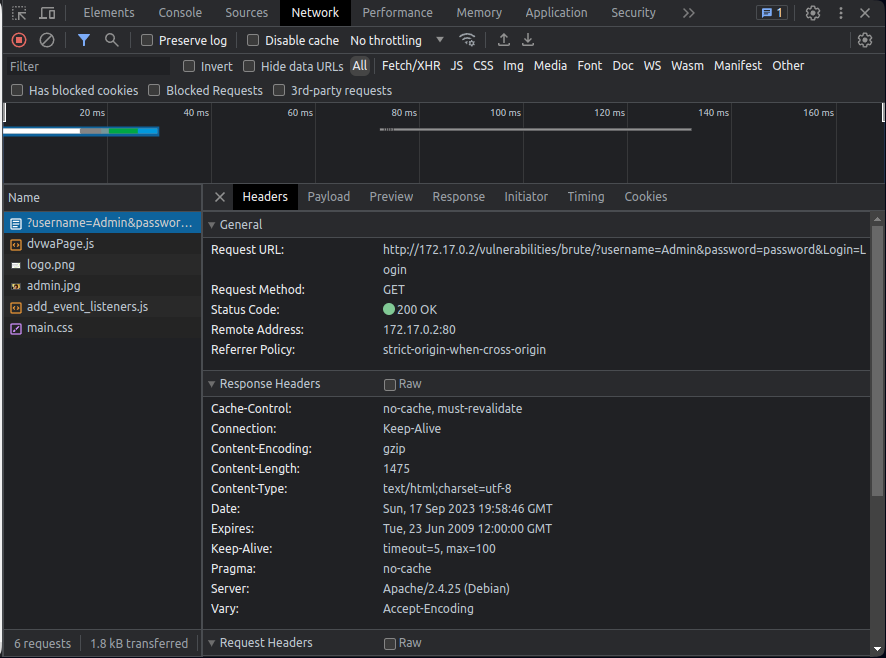 Elements Console Sources Network Performance Memory Application Security 1
Preserve log Disable cache No throttling
Filter Invert Hide data URLs All Fetch/XHR JS CSS Img Media Font Doc WS Wasm Manifest Other
Has blocked cookies Blocked Requests 3rd-party requests
20 ms 40 ms 60 ms 80 ms 100 ms 120 ms 140 ms 160 ms
Name
?username=Admin&passwor...
dvwaPage.js
logo.png
admin.jpg
add_event_listeners.js
main.css
6 requests 1.8 kB transferred
Headers Payload Preview Response Initiator Timing Cookies
General
Request URL: http://172.17.0.2/vulnerabilities/brute/?username=Admin&password=password&Login=L
ogin
Request Method: GET
Status Code: 200 OK
Remote Address: 172.17.0.2:80
Referrer Policy: strict-origin-when-cross-origin
Response Headers Raw
Cache-Control: no-cache, must-revalidate
Connection: Keep-Alive
Content-Encoding: gzip
Content-Length: 1475
Content-Type: text/html;charset=utf-8
Date: Sun, 17 Sep 2023 19:58:46 GMT
Expires: Tue, 23 Jun 2009 12:00:00 GMT
Keep-Alive: timeout=5, max=100
Pragma: no-cache
Server: Apache/2.4.25 (Debian)
Vary: Accept-Encoding
Request Headers Raw